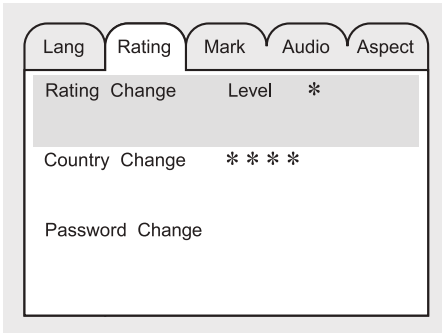 Lang Rating Mark Audio Aspect
Rating Change Level *
Country Change ****
Password Change